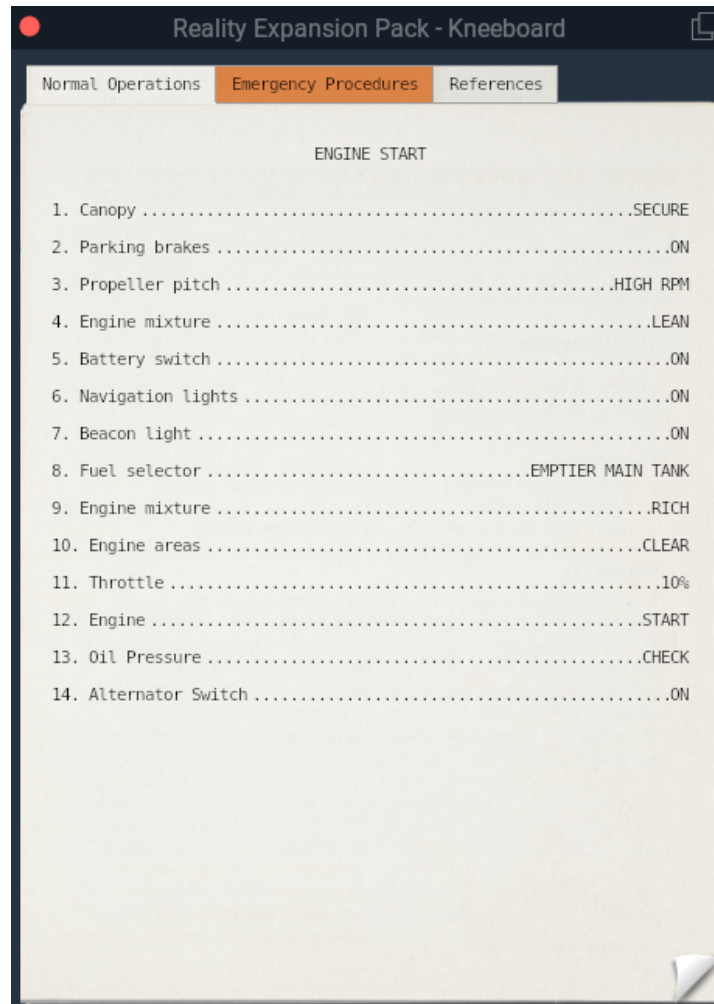 Reality Expansion Pack - Kneeboard
Normal Operations Emergency Procedures References
ENGINE START
1. Canopy.....................................................SECURE
2. Parking brakes.................................................ON
3. Propeller pitch..........................................HIGH RPM
4. Engine mixture...............................................LEAN
5. Battery switch.................................................ON
6. Navigation lights..............................................ON
7. Beacon light...................................................ON
8. Fuel selector...................................EMPTIER MAIN TANK
9. Engine mixture...............................................RICH
10. Engine areas...............................................CLEAR
11. Throttle.....................................................10%
12. Engine.....................................................START
13. Oil Pressure...............................................CHECK
14. Alternator Switch.............................................ON